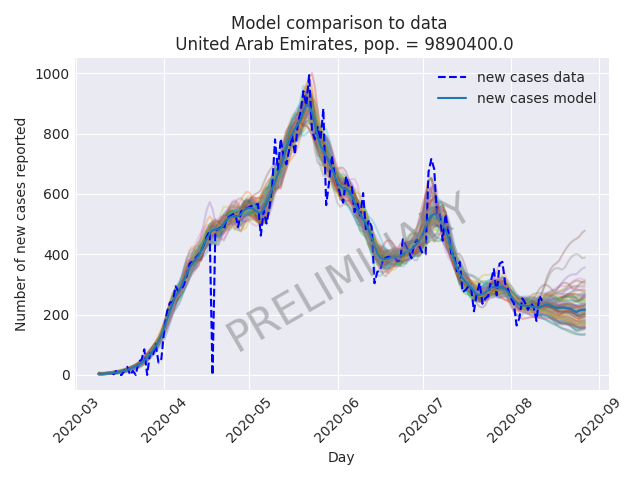 Model comparison to data
United Arab Emirates, pop. = 9890400.0
new cases data
new cases model
1000
800
600
400
200
0
Number of new cases reported
PRELIMINARY
2020-03
2020-04
2020-05
2020-06
2020-07
2020-08
2020-09
Day